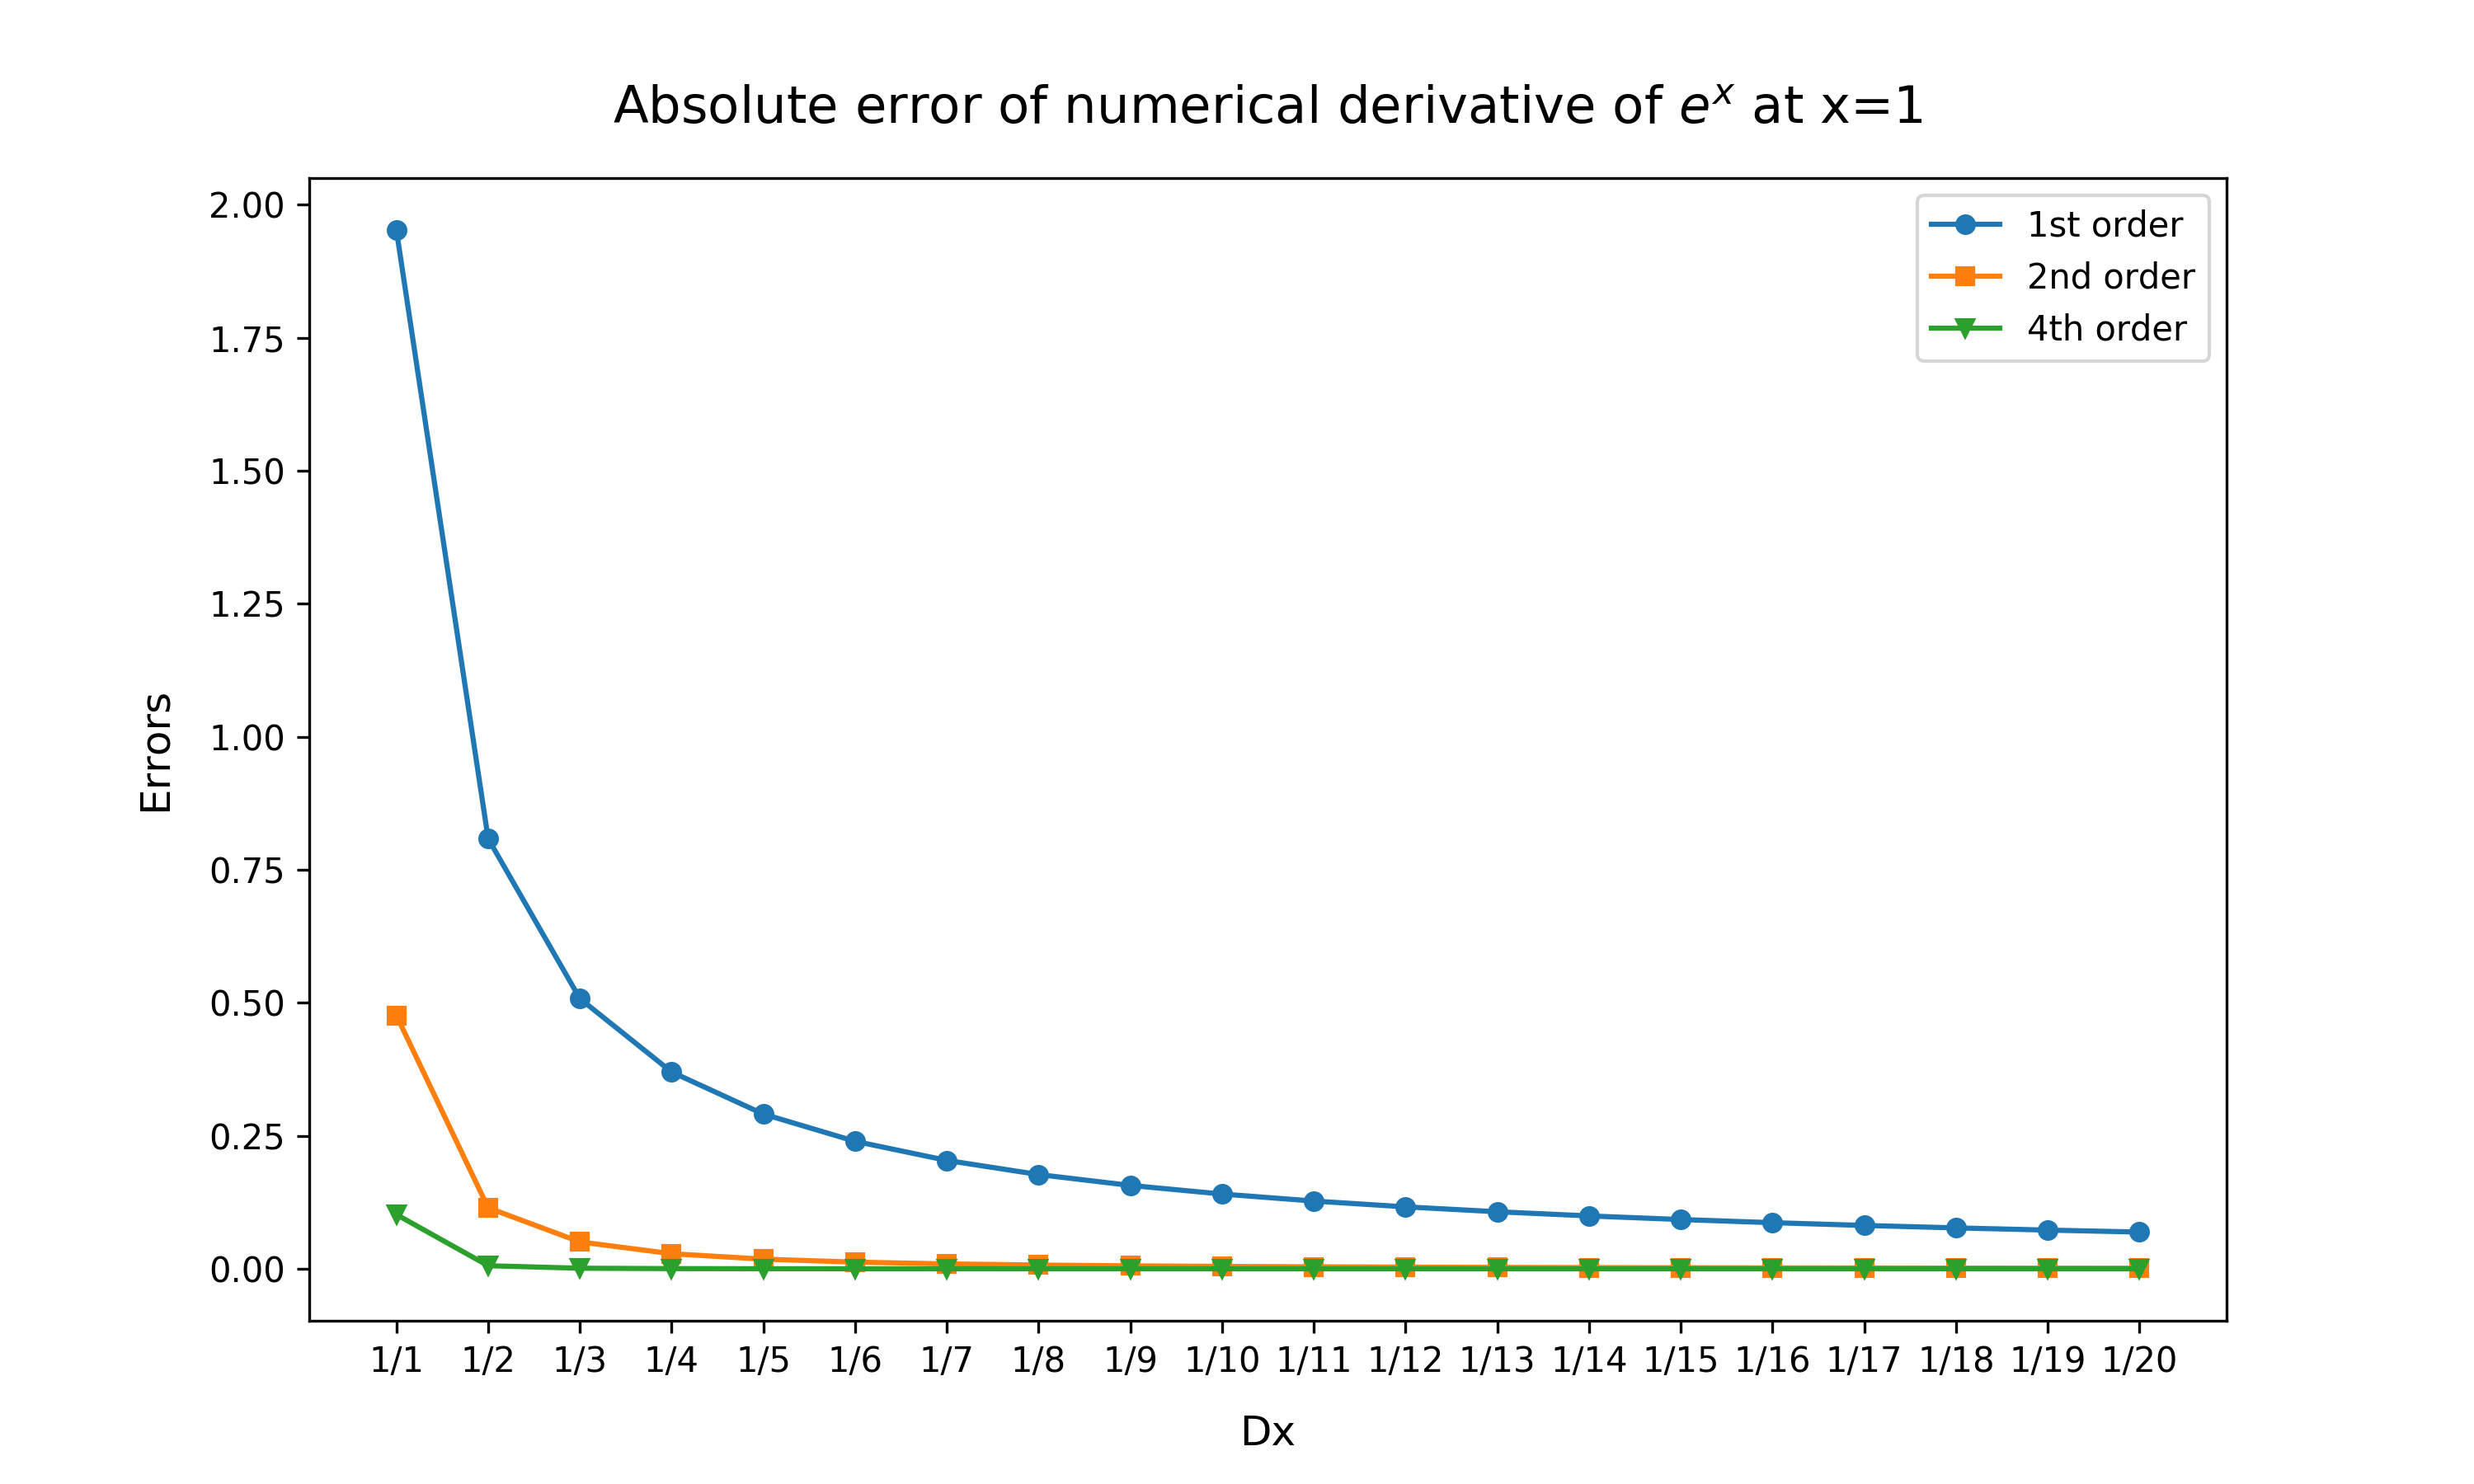 Absolute error of numerical derivative of e^x at x=1
2.00
1.75
1.50
1.25
1.00
0.75
0.50
0.25
0.00
Errors
1st order
2nd order
4th order
1/1 1/2 1/3 1/4 1/5 1/6 1/7 1/8 1/9 1/10 1/11 1/12 1/13 1/14 1/15 1/16 1/17 1/18 1/19 1/20
Dx